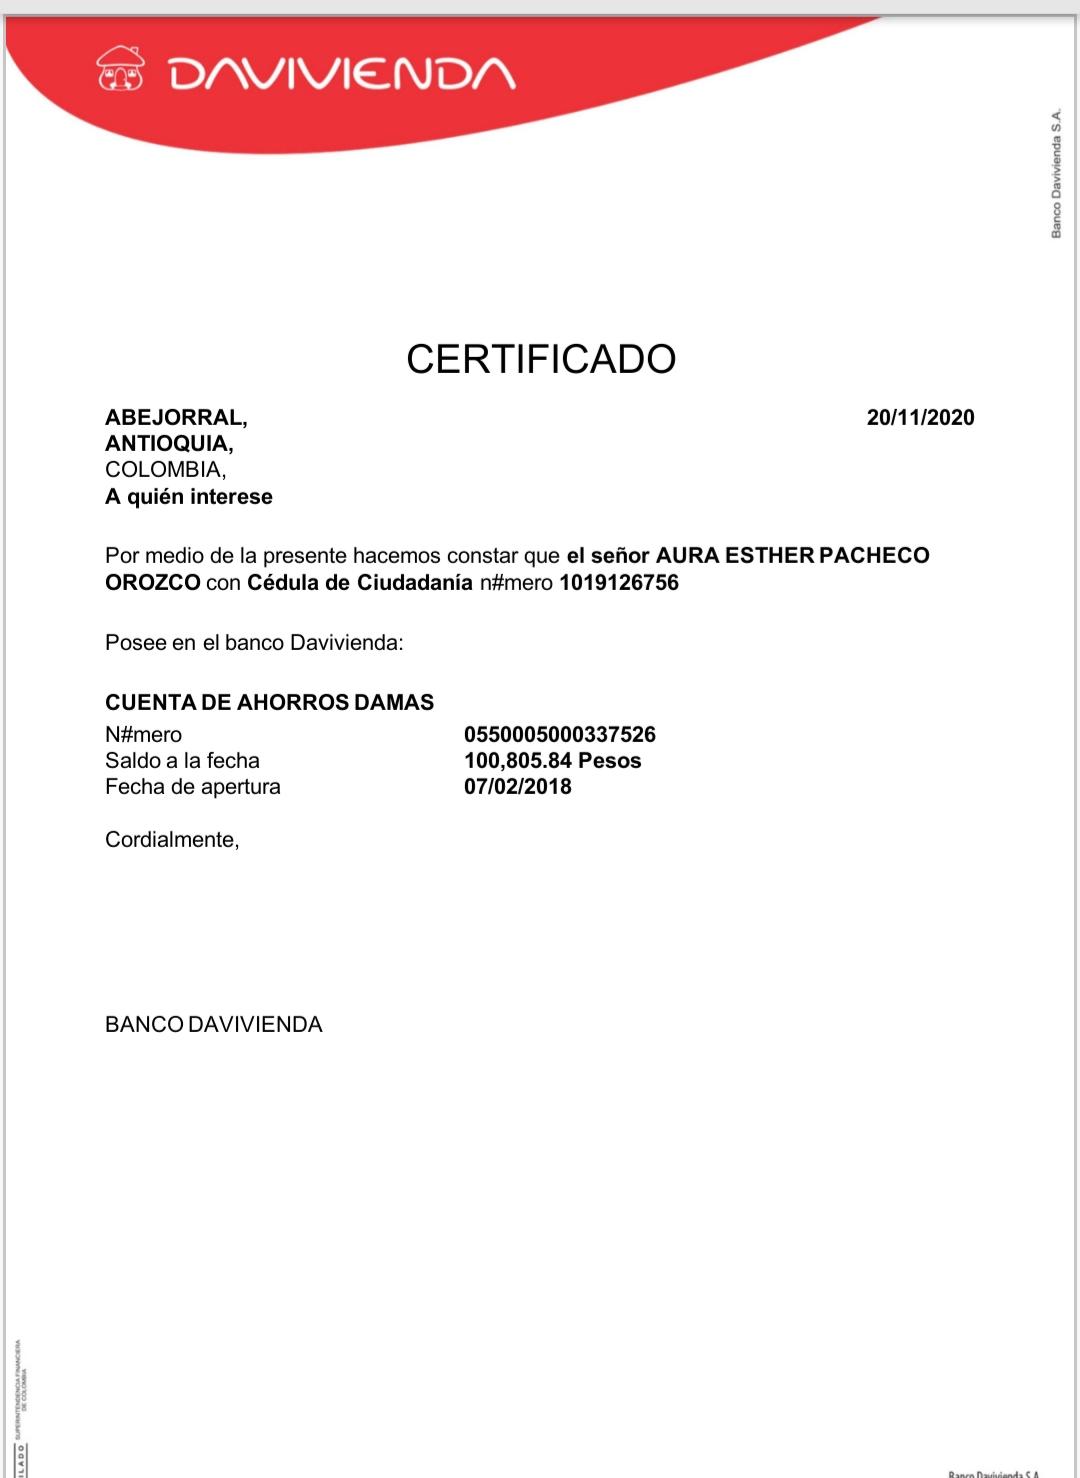 DAVIVIENDA
Banco Davivienda S.A.
CERTIFICADO
ABEJORRAL,
20/11/2020
ANTIOQUIA,
COLOMBIA,
A quién interese
Por medio de la presente hacemos constar que el señor AURA ESTHER PACHECO
OROZCO con Cédula de Ciudadanía n#mero 1019126756
Posee en el banco Davivienda:
CUENTA DE AHORROS DAMAS
N#mero 0550005000337526
Saldo a la fecha 100,805.84 Pesos
Fecha de apertura 07/02/2018
Cordialmente,
BANCO DAVIVIENDA
SUPERINTENDENCIA FINANCIERA
DE COLOMBIA
Banco Davivienda S.A.